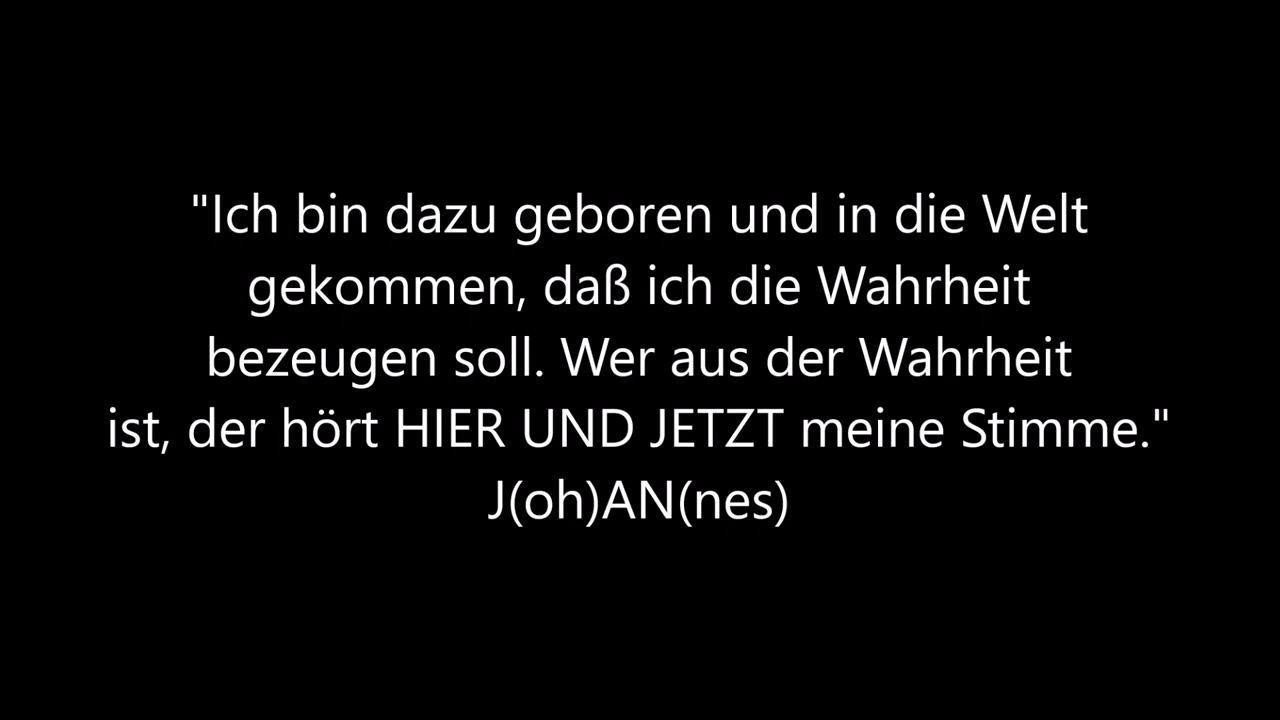 "Ich bin dazu geboren und in die Welt
gekommen, daß ich die Wahrheit
bezeugen soll. Wer aus der Wahrheit
ist, der hört HIER UND JETZT meine Stimme."
J(oh)AN(nes)